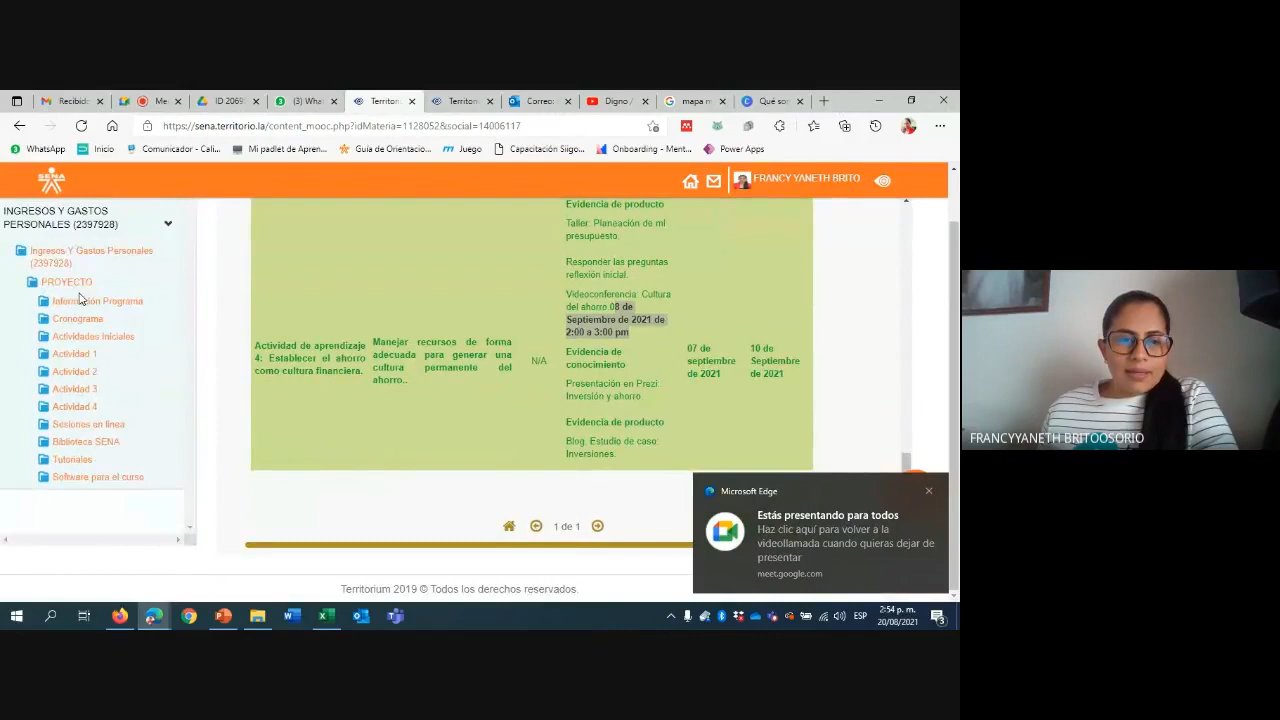 Recibido
Me
ID 2069
(3) What
Territor
Territor
Correo:
Digno /
mapa m
Qué so
https://sena.territorio.la/content_mooc.php?idMateria=1128052&social=14006117
WhatsApp
Inicio
Comunicador - Cali...
Mi padlet de Apren...
Guía de Orientacio...
Juego
Capacitación Siigo...
Onboarding - Ment...
Power Apps
SENA
FRANCY YANETH BRITO
INGRESOS Y GASTOS
PERSONALES (2397928)
Ingresos Y Gastos Personales
(2397928)
PROYECTO
Información Programa
Cronograma
Actividades Iniciales
Actividad 1
Actividad 2
Actividad 3
Actividad 4
Sesiones en línea
Biblioteca SENA
Tutoriales
Software para el curso
Actividad de aprendizaje
4: Establecer el ahorro
como cultura financiera.
Manejar recursos de forma
adecuada para generar una
cultura permanente del
ahorro..
N/A
Evidencia de producto
Taller: Planeación de mi
presupuesto.
Responder las preguntas
reflexión inicial.
Videoconferencia: Cultura
del ahorro.08 de
Septiembre de 2021 de
2:00 a 3:00 pm
Evidencia de
conocimiento
Presentación en Prezi:
Inversión y ahorro.
Evidencia de producto
Blog: Estudio de caso:
Inversiones.
07 de
septiembre
de 2021
10 de
Septiembre
de 2021
1 de 1
Territorium 2019 © Todos los derechos reservados.
Microsoft Edge
Estás presentando para todos
Haz clic aquí para volver a la
videollamada cuando quieras dejar de
presentar
meet.google.com
ESP
2:54 p. m.
20/08/2021
3
FRANCYYANETH BRITOOSORIO